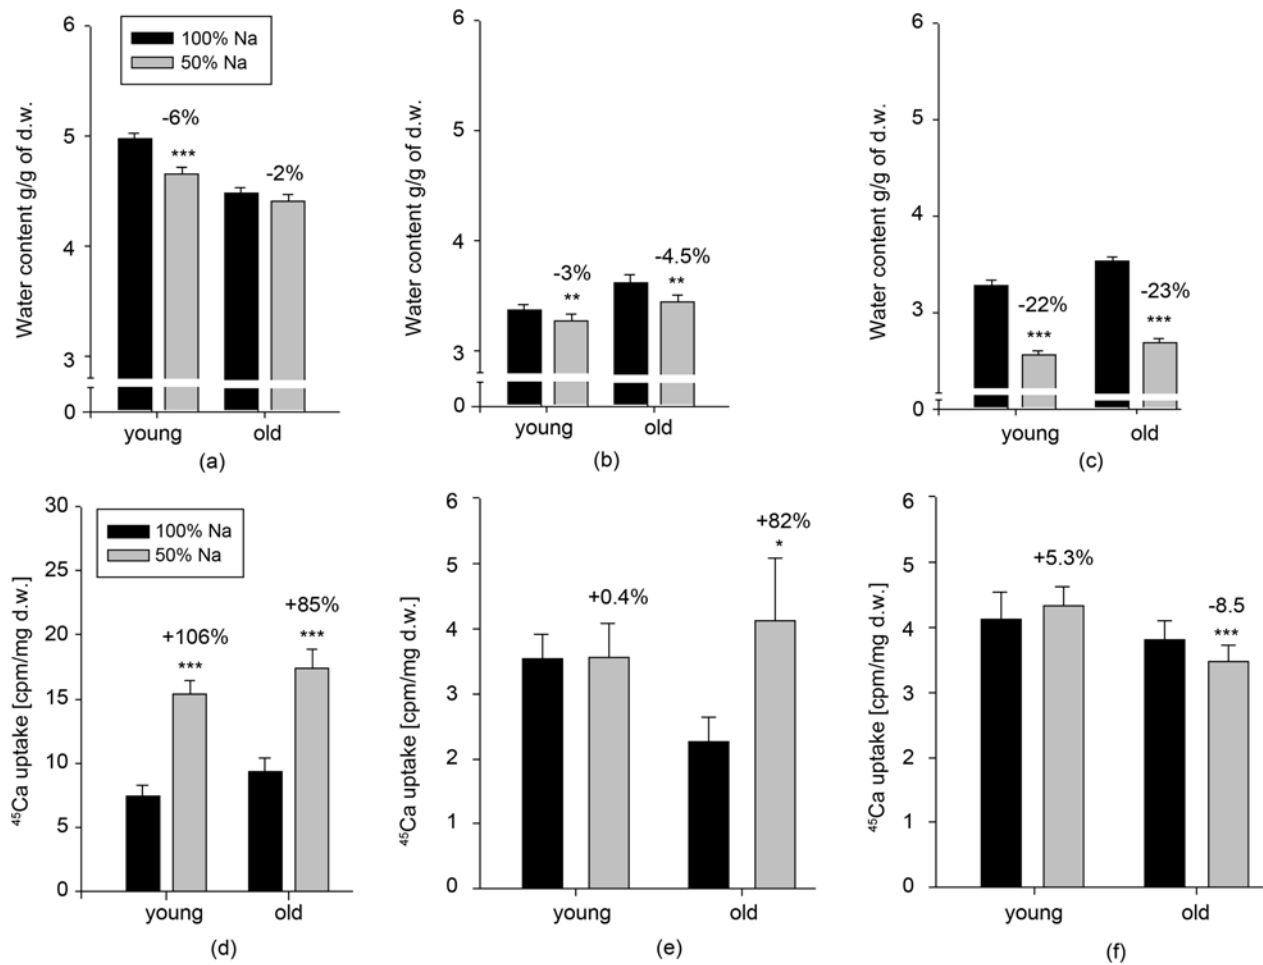 100% Na
50% Na
Water content g/g of d.w.
6
5
4
3
0
-6%
***
-2%
young old
(a)
Water content g/g of d.w.
6
5
4
3
0
-3%
**
-4.5%
**
young old
(b)
Water content g/g of d.w.
6
5
4
3
0
-22%
***
-23%
***
young old
(c)
100% Na
50% Na
⁴⁵Ca uptake [cpm/mg d.w.]
30
25
20
15
10
5
0
+106%
***
+85%
***
young old
(d)
⁴⁵Ca uptake [cpm/mg d.w.]
6
5
4
3
2
1
0
+0.4%
+82%
*
young old
(e)
⁴⁵Ca uptake [cpm/mg d.w.]
6
5
4
3
2
1
0
+5.3%
-8.5
***
young old
(f)